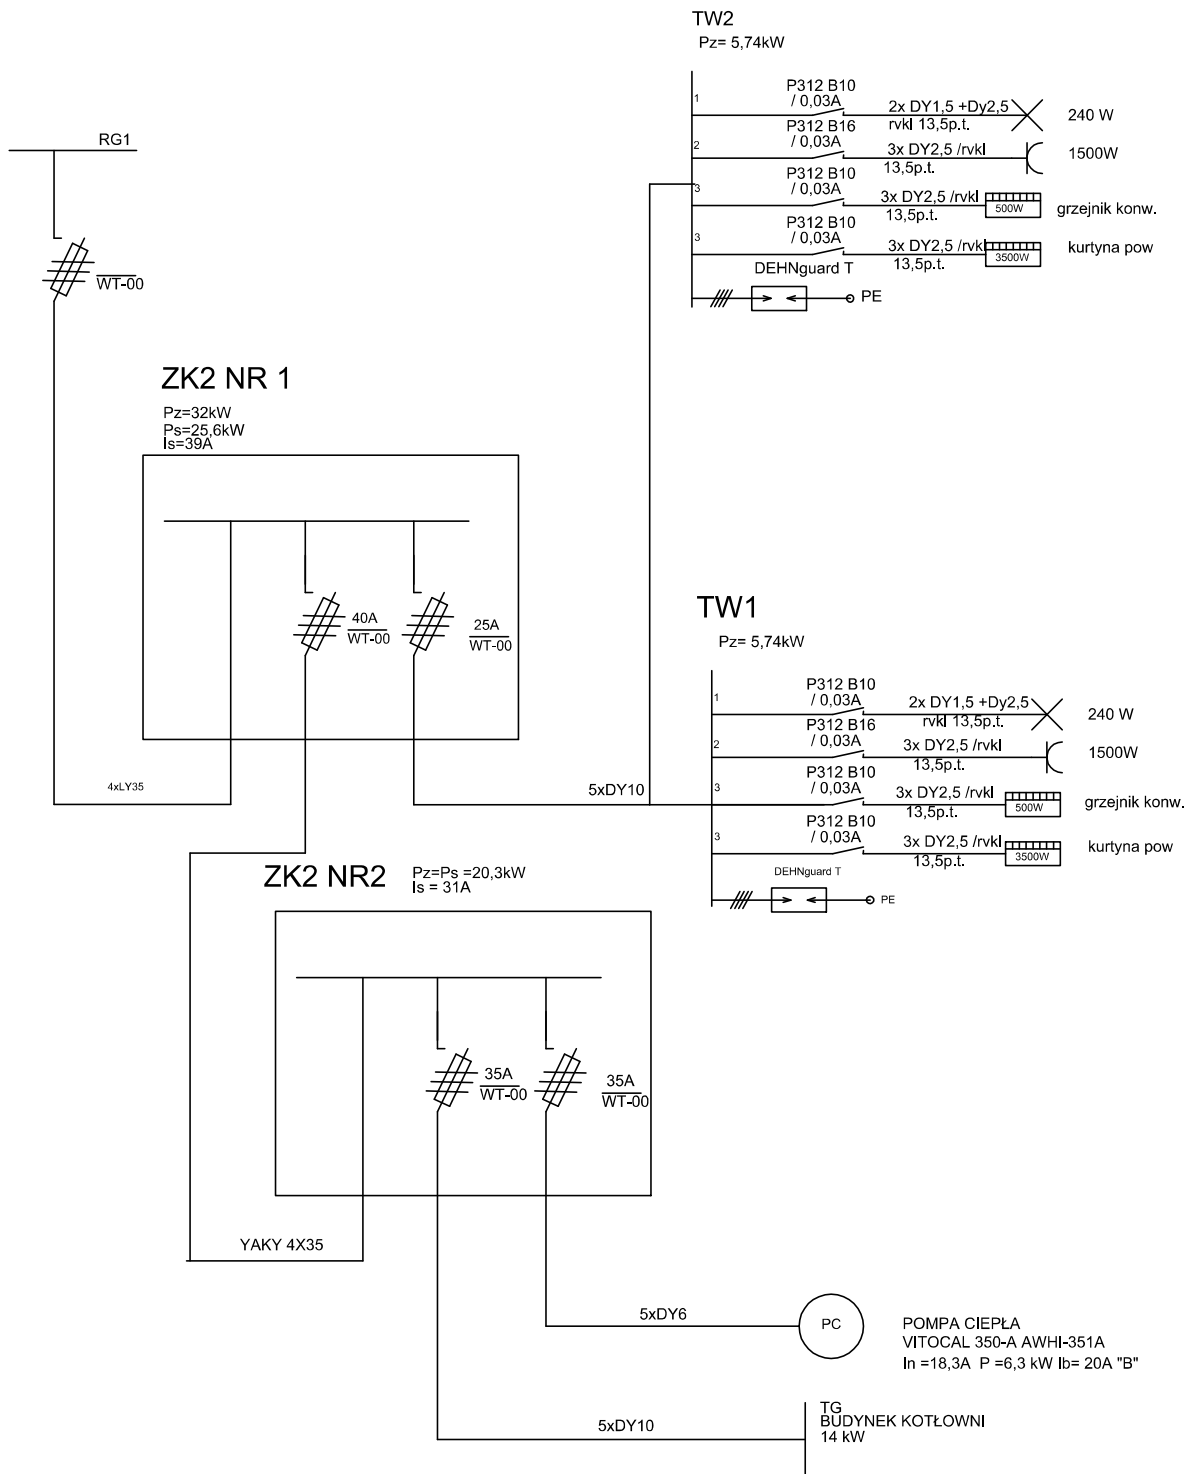 TW2
Pz= 5,74kW
1
P312 B10
/ 0,03A
2x DY1,5 +Dy2,5
rvkl 13,5p.t.
240 W
2
P312 B16
/ 0,03A
3x DY2,5 /rvkl
13,5p.t.
1500W
3
P312 B10
/ 0,03A
3x DY2,5 /rvkl
13,5p.t.
500W
grzejnik konw.
3
P312 B10
/ 0,03A
3x DY2,5 /rvkl
13,5p.t.
3500W
kurtyna pow
DEHNguard T
PE
RG1
WT-00
ZK2 NR 1
Pz=32kW
Ps=25,6kW
Is=39A
40A
WT-00
25A
WT-00
4xLY35
5xDY10
TW1
Pz= 5,74kW
1
P312 B10
/ 0,03A
2x DY1,5 +Dy2,5
rvkl 13,5p.t.
240 W
2
P312 B16
/ 0,03A
3x DY2,5 /rvkl
13,5p.t.
1500W
3
P312 B10
/ 0,03A
3x DY2,5 /rvkl
13,5p.t.
500W
grzejnik konw.
3
P312 B10
/ 0,03A
3x DY2,5 /rvkl
13,5p.t.
3500W
kurtyna pow
DEHNguard T
PE
ZK2 NR2
Pz=Ps =20,3kW
Is = 31A
35A
WT-00
35A
WT-00
YAKY 4X35
5xDY6
PC
POMPA CIEPŁA
VITOCAL 350-A AWHI-351A
In =18,3A P =6,3 kW Ib= 20A "B"
5xDY10
TG
BUDYNEK KOTŁOWNI
14 kW